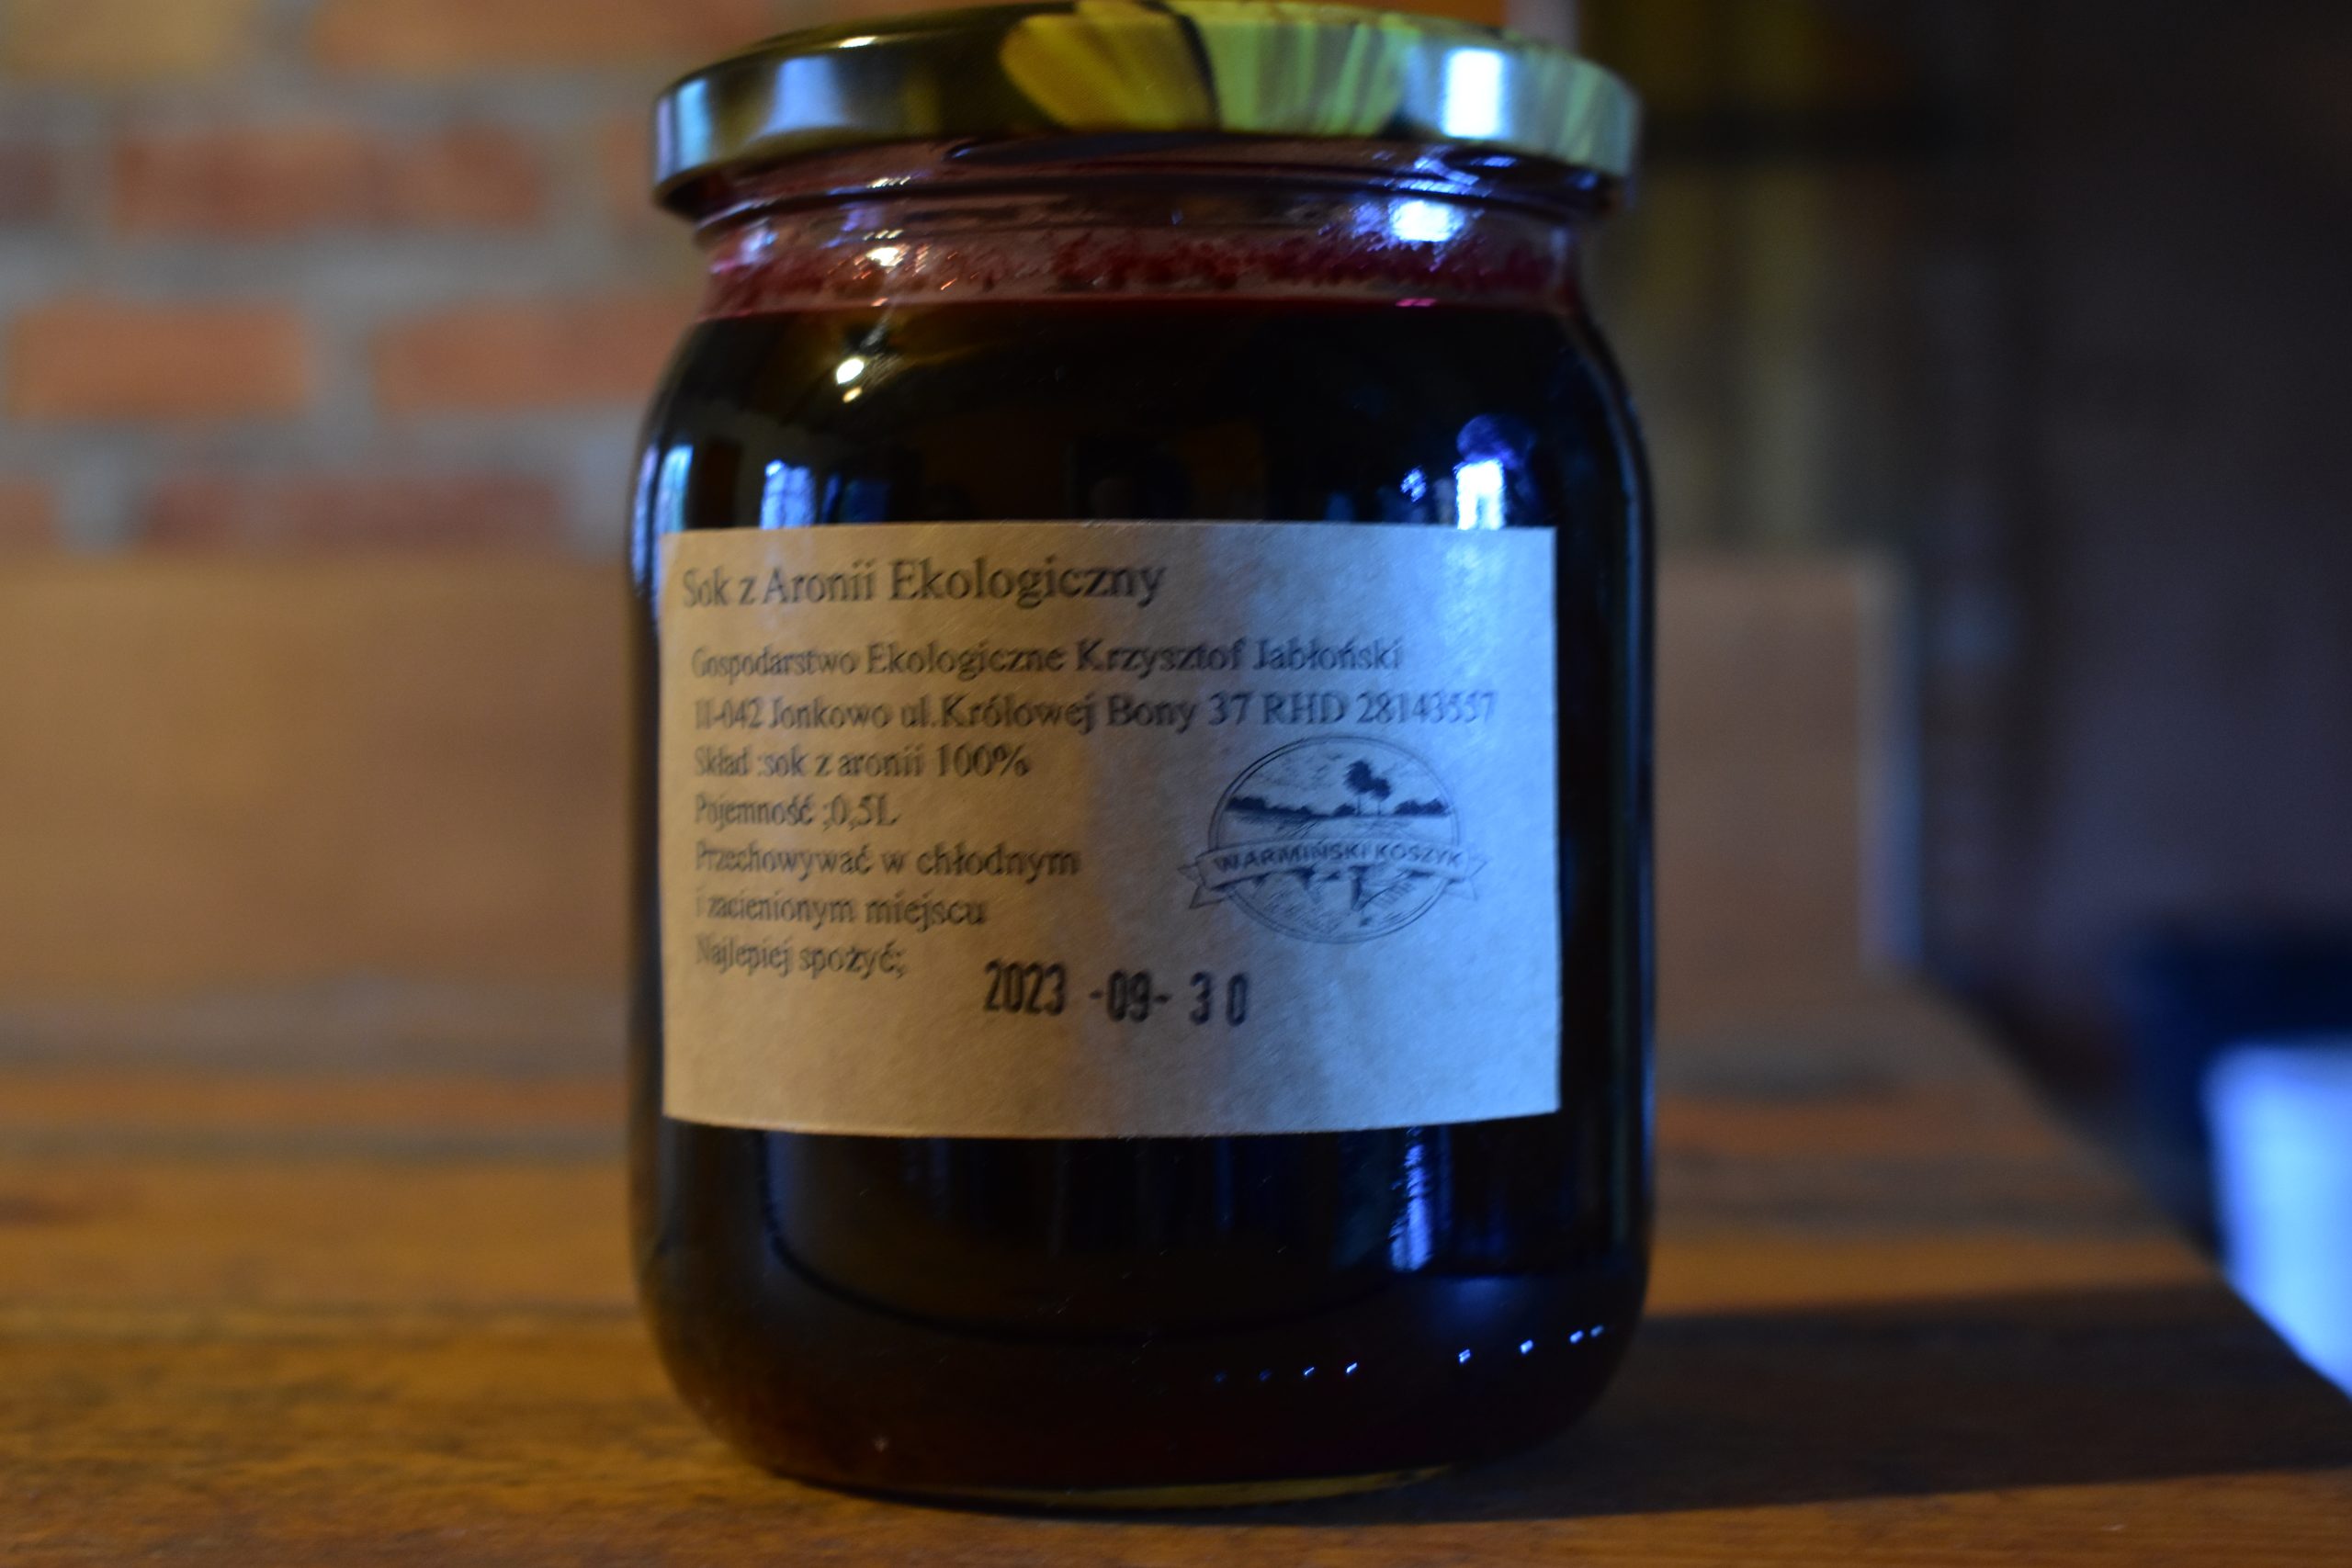 Sok z Aronii Ekologiczny
Gospodarstwo Ekologiczne Krzysztof Jabłoński
11-042 Jonkowo ul.Królowej Bony 37 RHD 28143557
Skład :sok z aronii 100%
Pojemność ;0,5L
Przechowywać w chłodnym
i zacienionym miejscu
Najlepiej spożyć;
2023 -09- 30
WARMIŃSKI KOSZYK